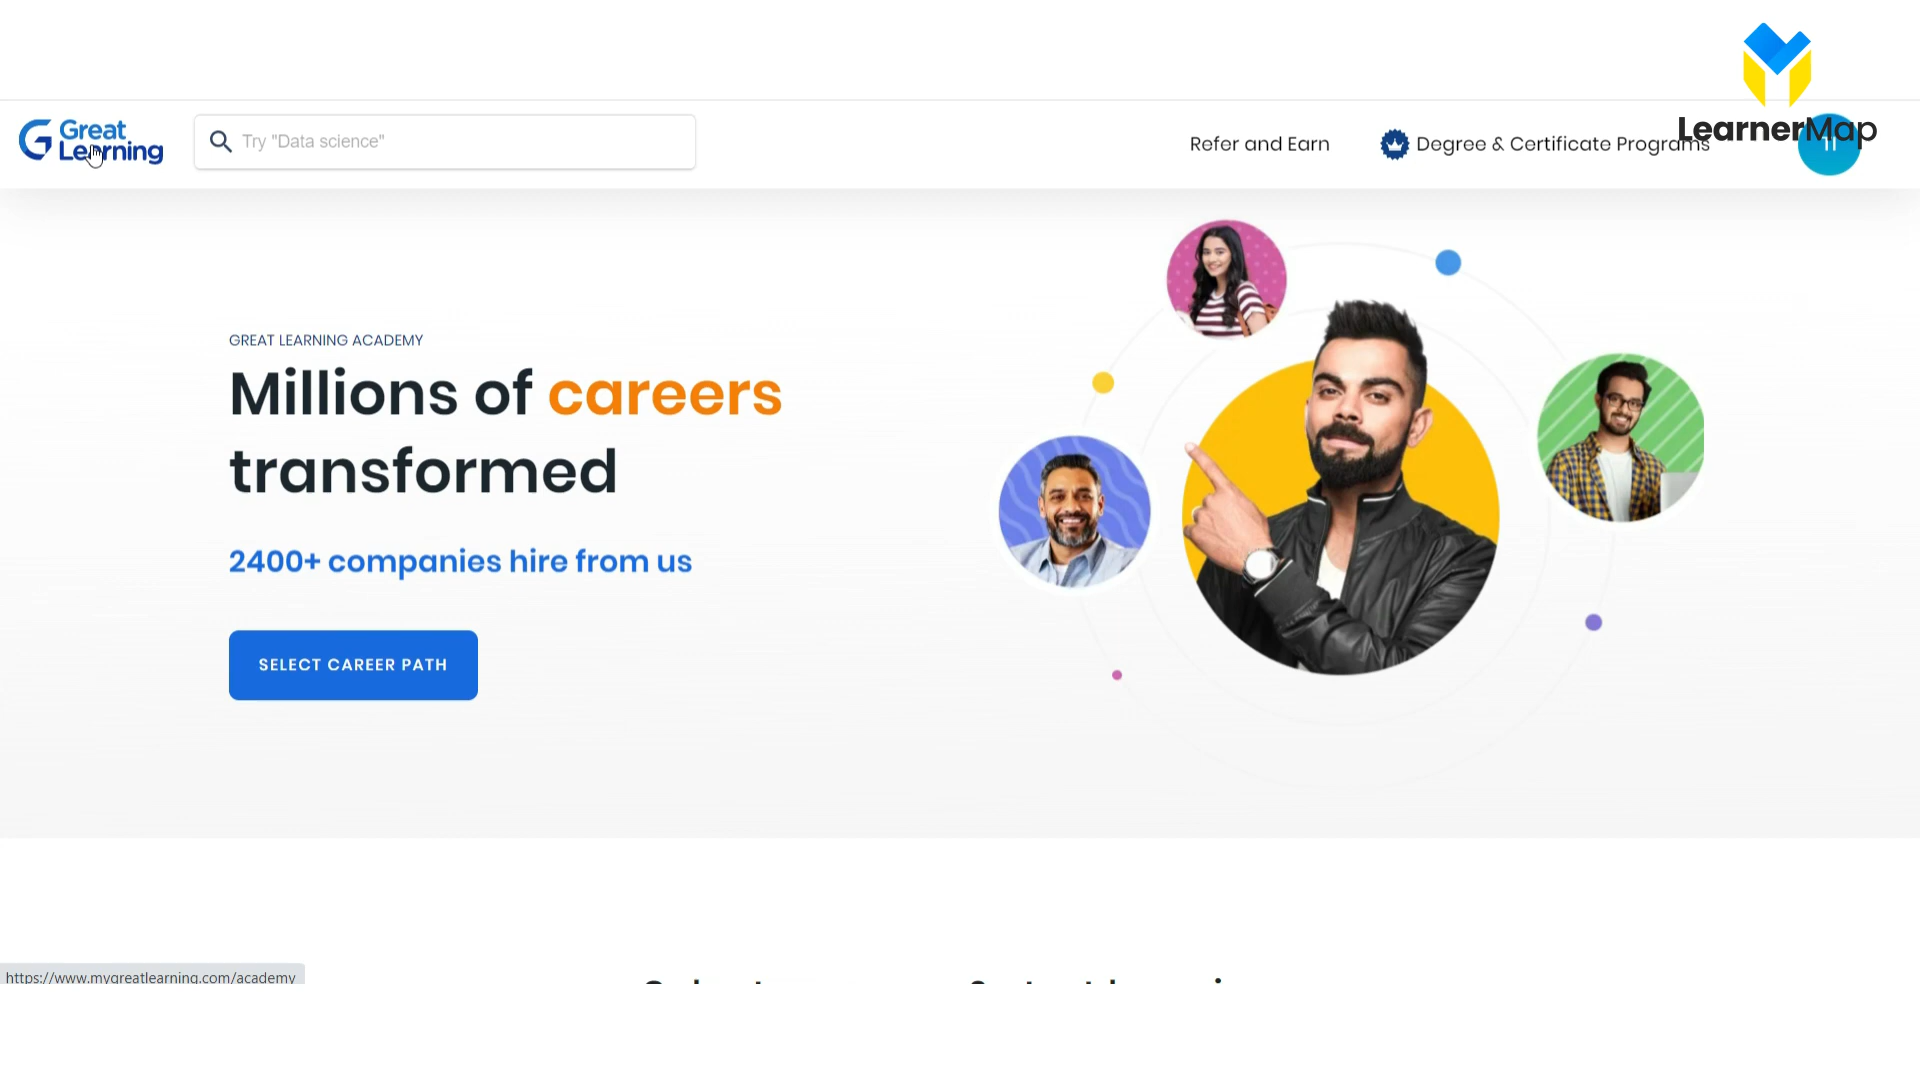 LearnerMap
Great
Learning
Try "Data science"
Refer and Earn
Degree & Certificate Programs
GREAT LEARNING ACADEMY
Millions of careers
transformed
2400+ companies hire from us
SELECT CAREER PATH
https://www.mygreatlearning.com/academy